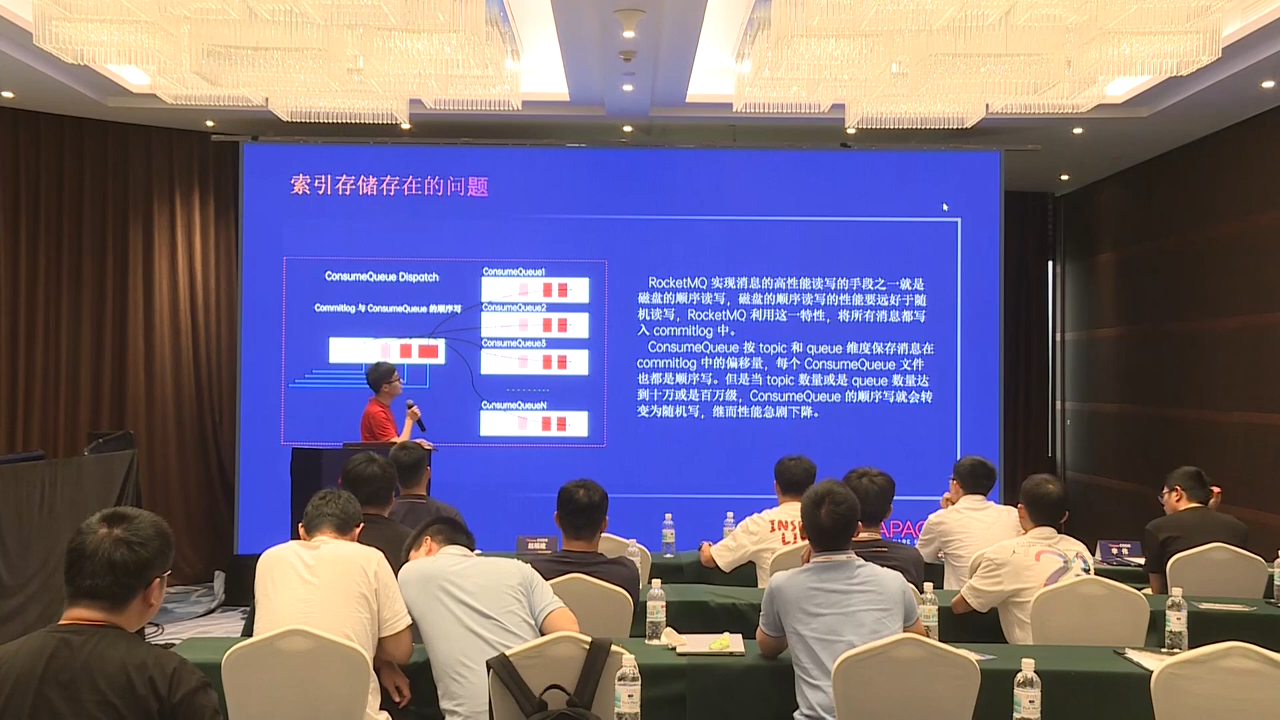 索引存储存在的问题
ConsumeQueue Dispatch
Commitlog 与 ConsumeQueue 的顺序写
ConsumeQueue1
ConsumeQueue2
ConsumeQueue3
ConsumeQueueN
RocketMQ 实现消息的高性能读写的手段之一就是
磁盘的顺序读写，磁盘的顺序读写的性能要远好于随
机读写，RocketMQ 利用这一特性，将所有消息都写
入 commitlog 中。
ConsumeQueue 按 topic 和 queue 维度保存消息在
commitlog 中的偏移量，每个 ConsumeQueue 文件
也都是顺序写。但是当 topic 数量或是 queue 数量达
到十万或是百万级，ConsumeQueue 的顺序写就会转
变为随机写，继而性能急剧下降。
李 伟